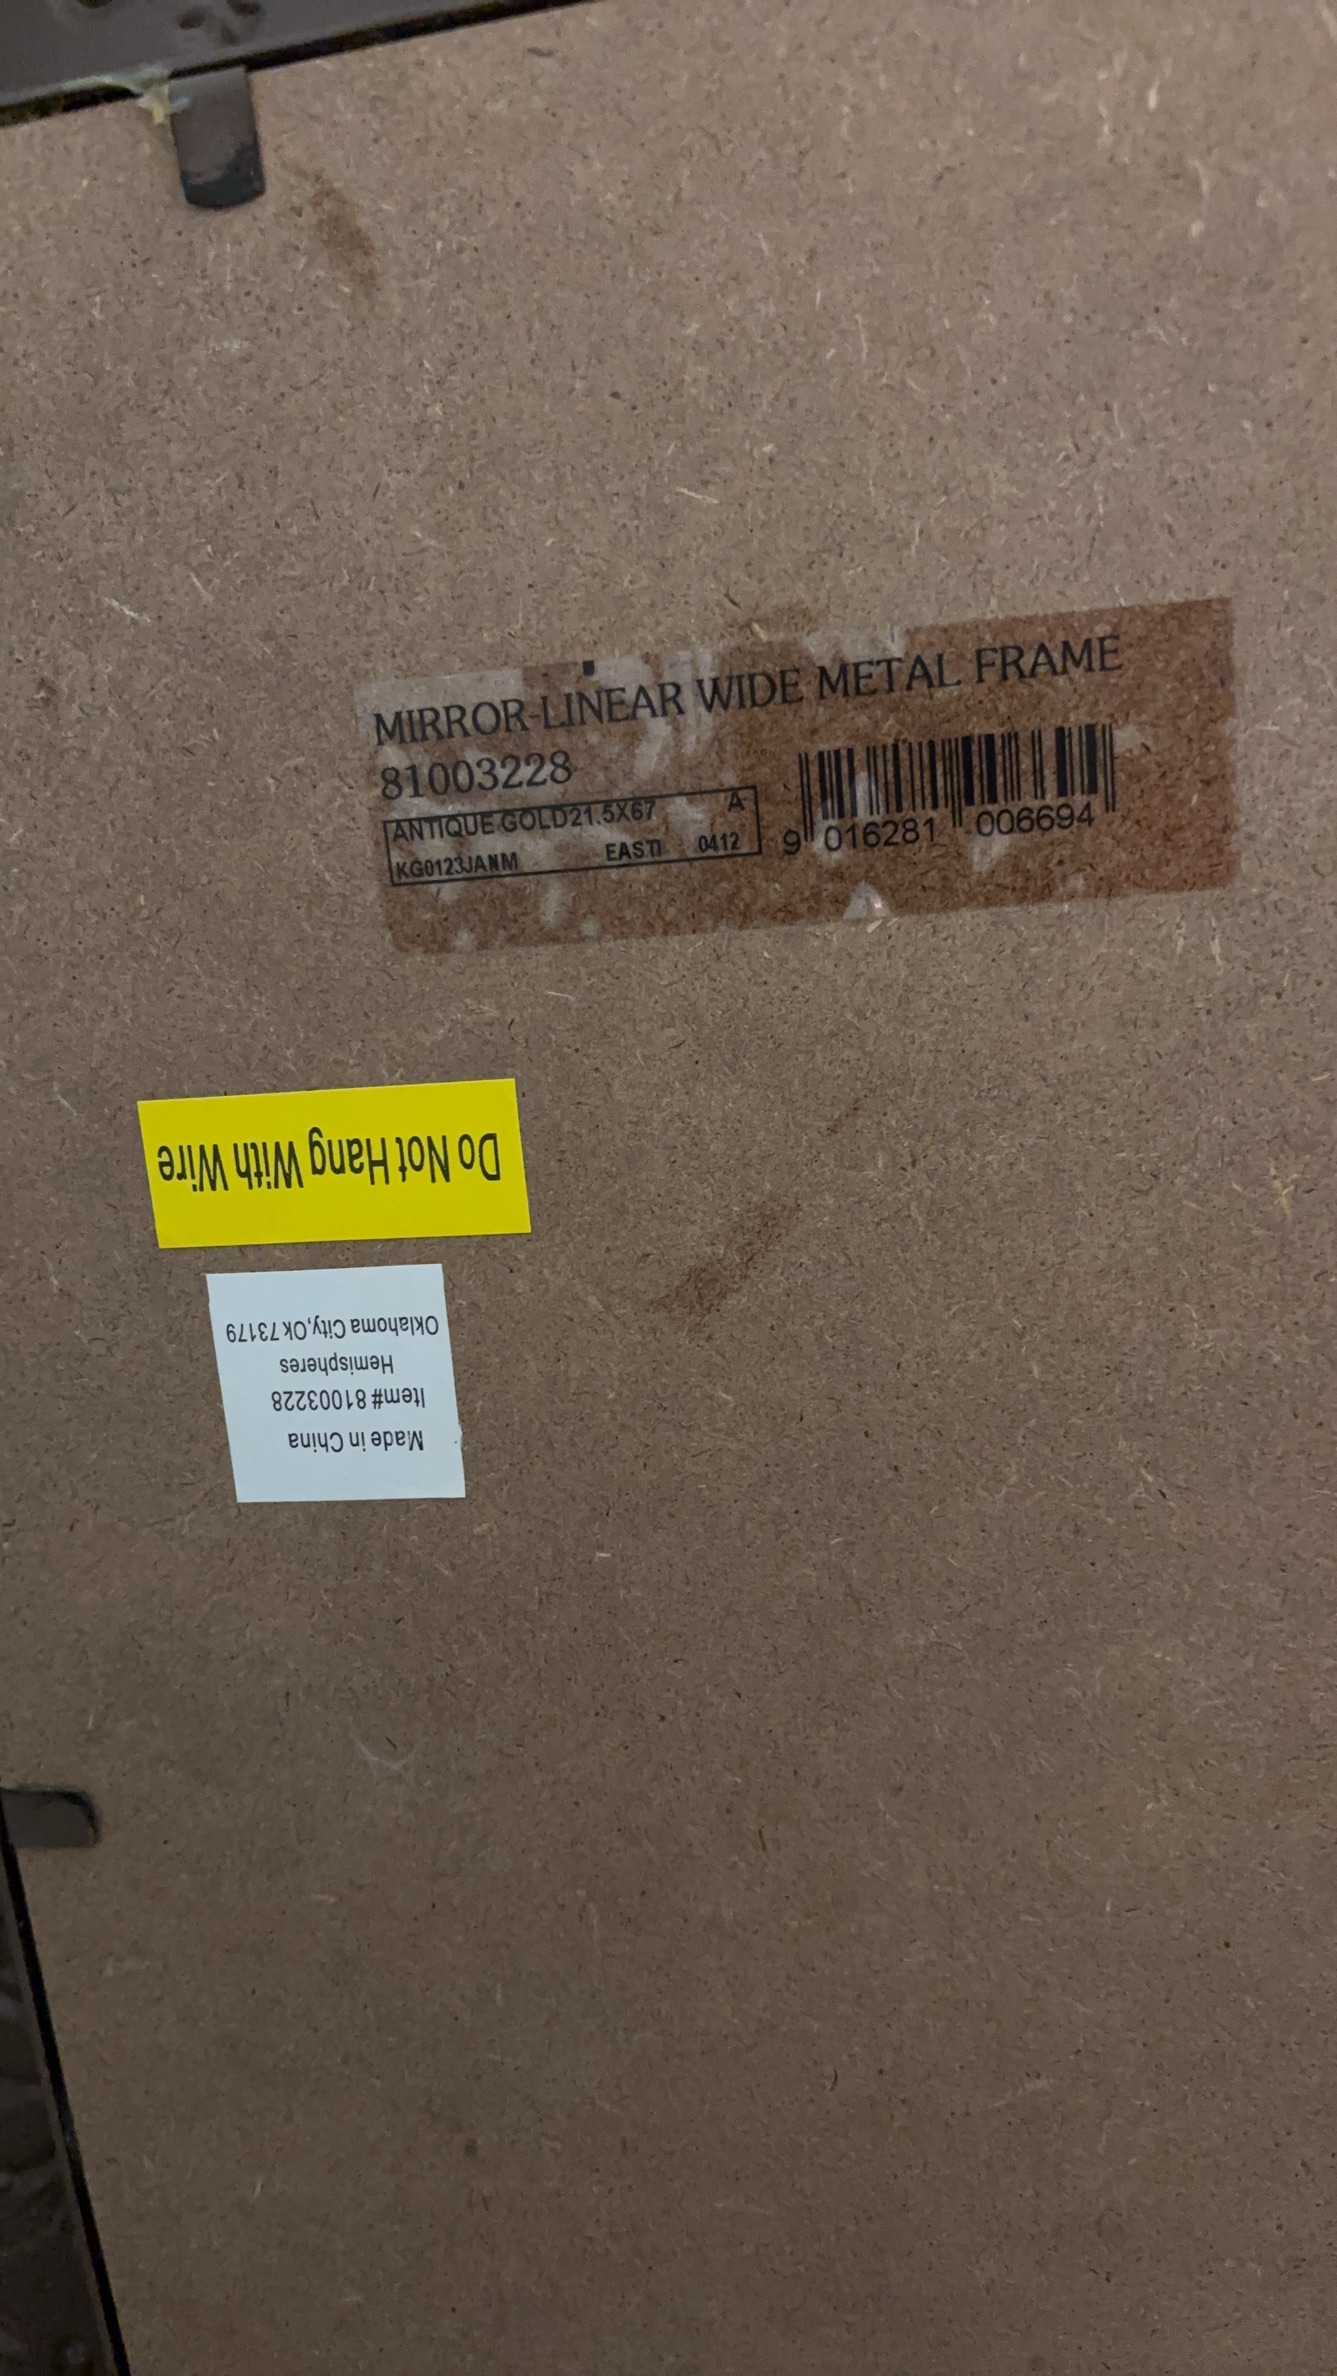 MIRROR-LINEAR WIDE METAL FRAME
81003228
ANTIQUE GOLD21.5X67 A
KG0123JANM EASTI 0412
9 016281 006694
Do Not Hang With Wire
Made in China
Item# 81003228
Hemispheres
Oklahoma City,Ok 73179